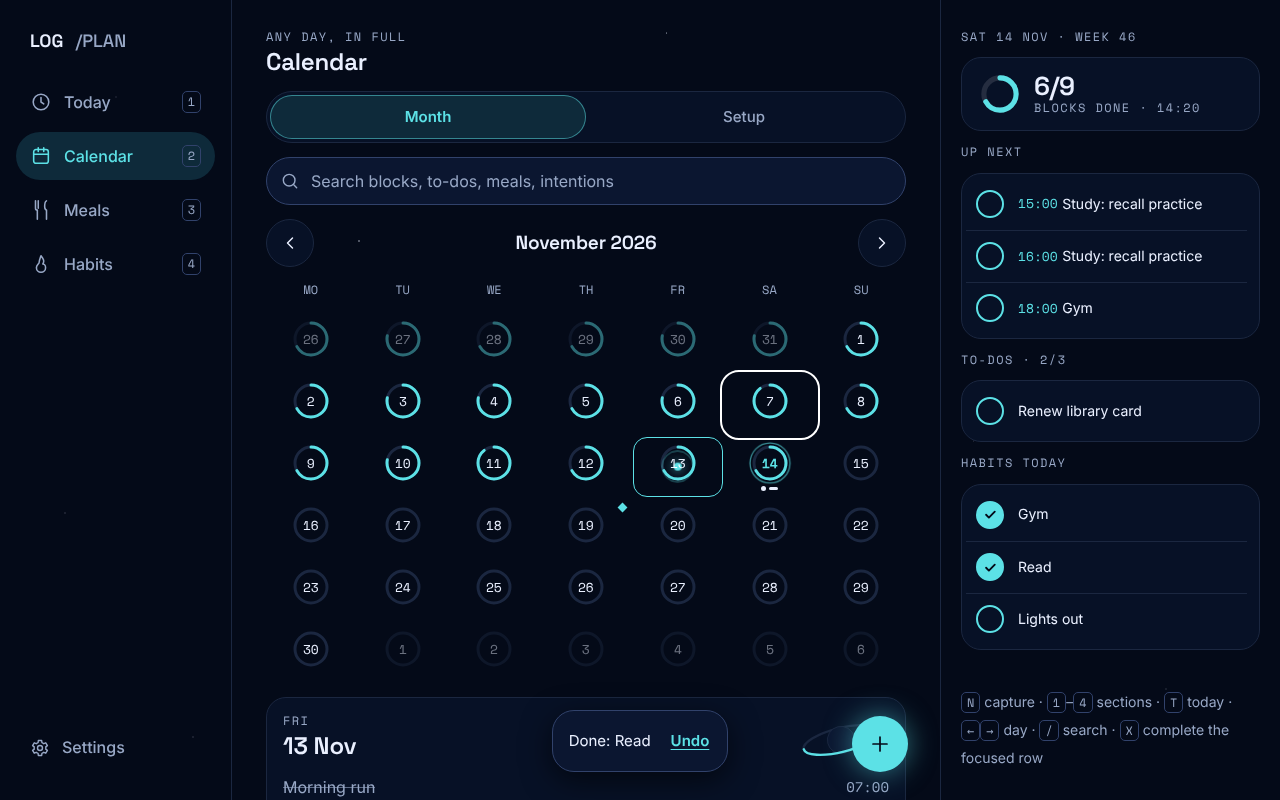 LOG /PLAN
Today 1
Calendar 2
Meals 3
Habits 4
Settings
ANY DAY, IN FULL
Calendar
Month Setup
Search blocks, to-dos, meals, intentions
November 2026
MO TU WE TH FR SA SU
26 27 28 29 30 31 1
2 3 4 5 6 7 8
9 10 11 12 13 14 15
16 17 18 19 20 21 22
23 24 25 26 27 28 29
30 1 2 3 4 5 6
FRI
13 Nov
Morning run 07:00
Done: Read Undo
SAT 14 NOV · WEEK 46
6/9
BLOCKS DONE · 14:20
UP NEXT
15:00 Study: recall practice
16:00 Study: recall practice
18:00 Gym
TO-DOS · 2/3
Renew library card
HABITS TODAY
Gym
Read
Lights out
N capture · 1–4 sections · T today ·
← → day · / search · X complete the
focused row